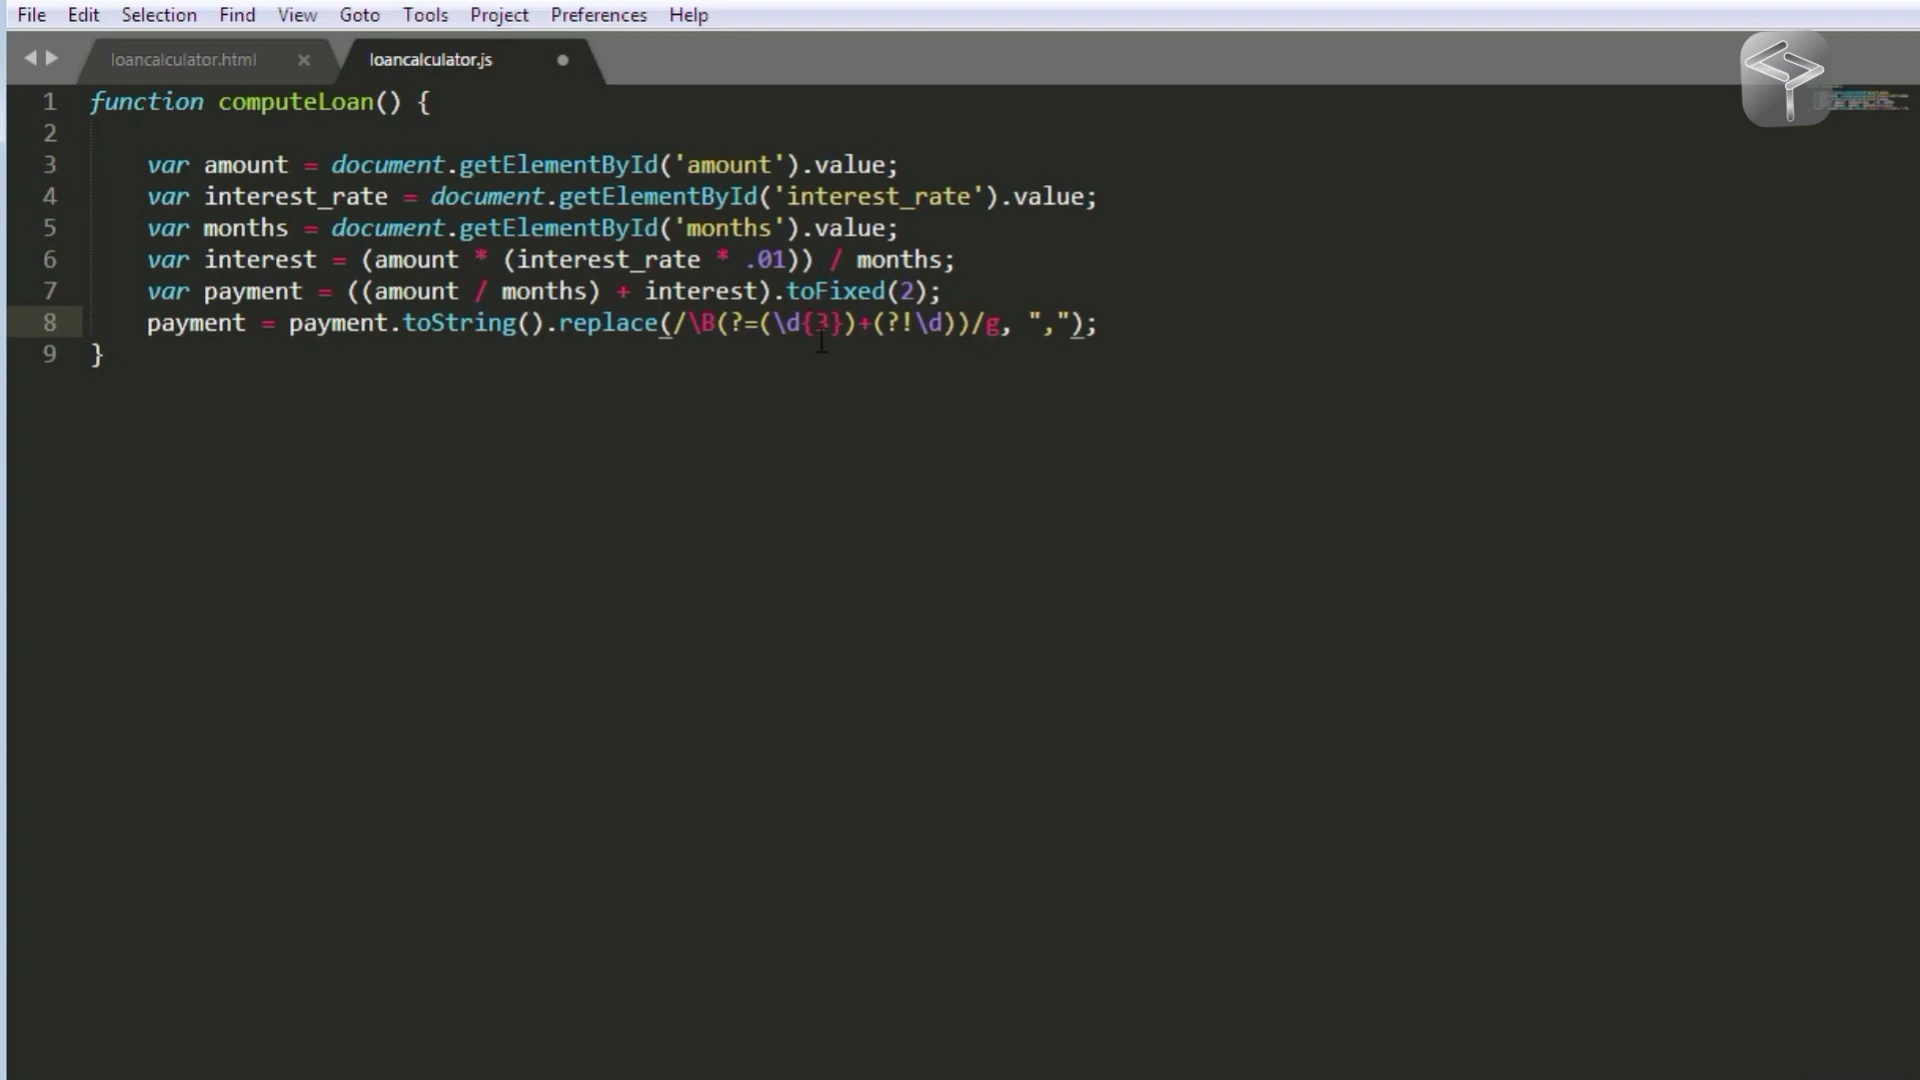 File Edit Selection Find View Goto Tools Project Preferences Help
loancalculator.html × loancalculator.js
1 function computeLoan() {
2
3 var amount = document.getElementById('amount').value;
4 var interest_rate = document.getElementById('interest_rate').value;
5 var months = document.getElementById('months').value;
6 var interest = (amount * (interest_rate * .01)) / months;
7 var payment = ((amount / months) + interest).toFixed(2);
8 payment = payment.toString().replace(/\B(?=(\d{3})+(?!\d))/g, ",");
9 }